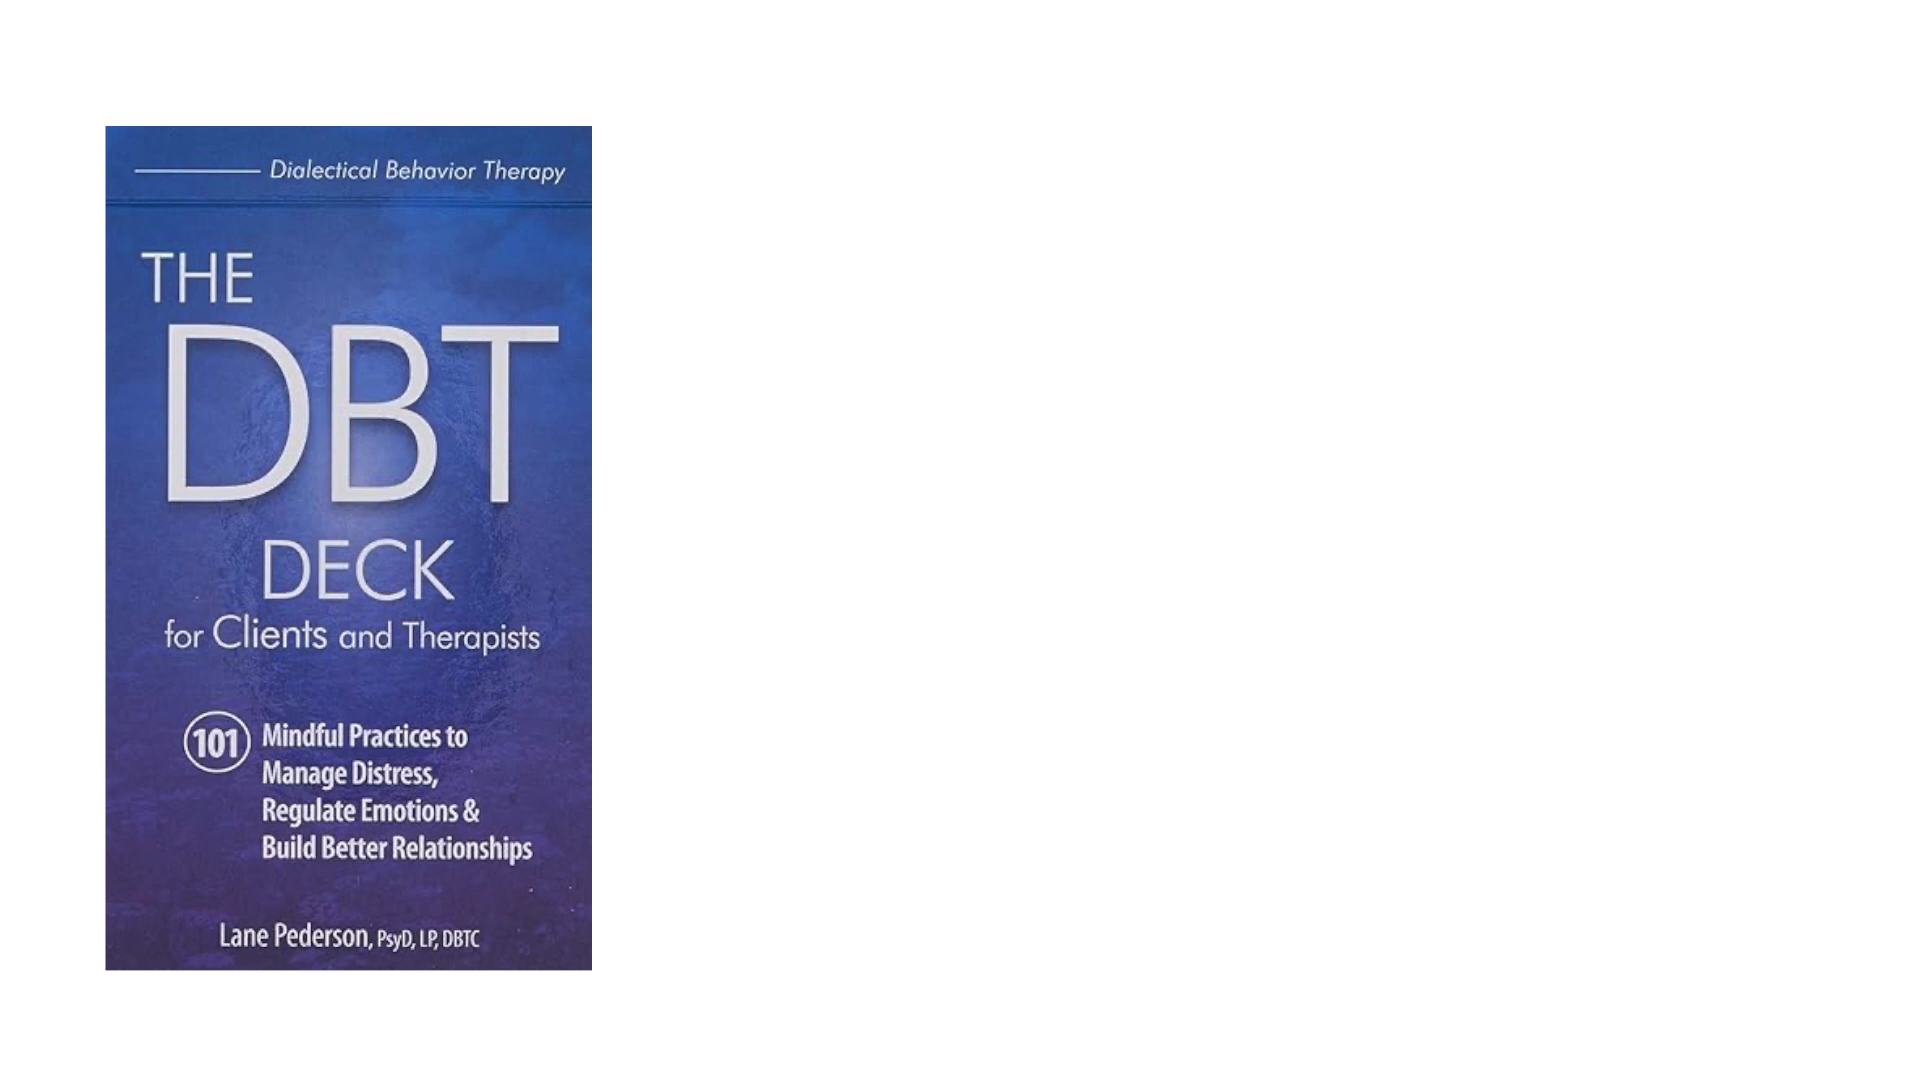 Dialectical Behavior Therapy
THE
DBT
DECK
for Clients and Therapists
101 Mindful Practices to
Manage Distress,
Regulate Emotions &
Build Better Relationships
Lane Pederson, PsyD, LP, DBTC